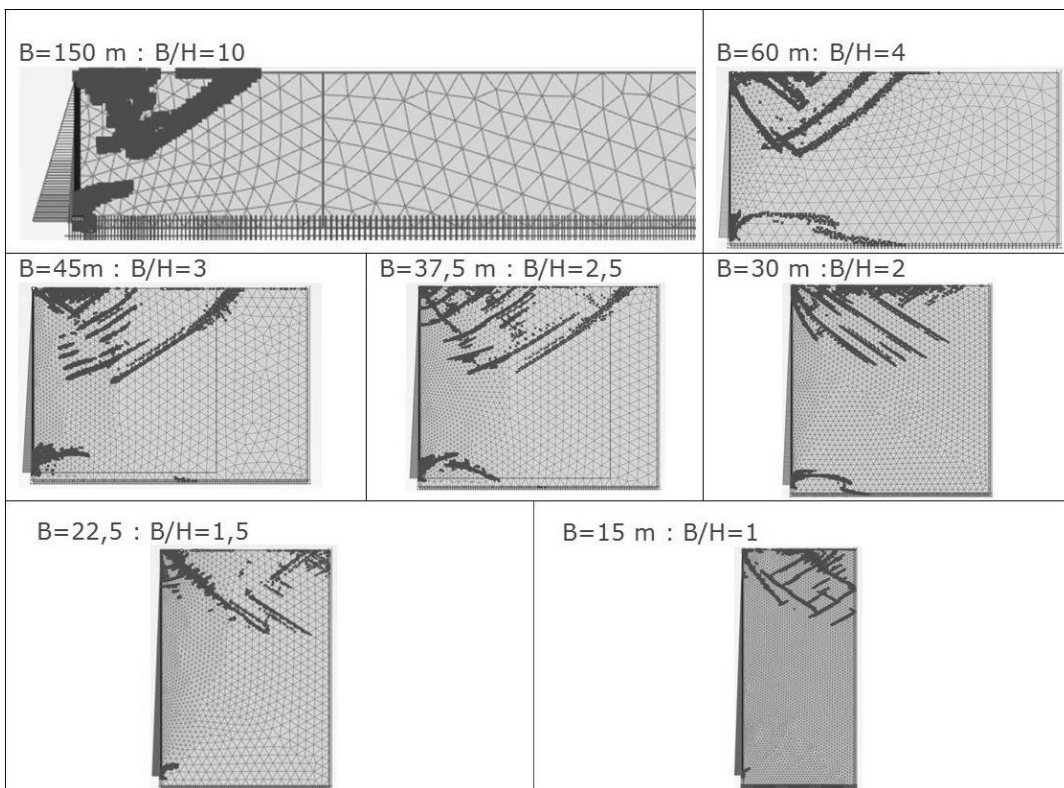 B=150 m : B/H=10
B=60 m: B/H=4
B=45m : B/H=3
B=37,5 m : B/H=2,5
B=30 m :B/H=2
B=22,5 : B/H=1,5
B=15 m : B/H=1